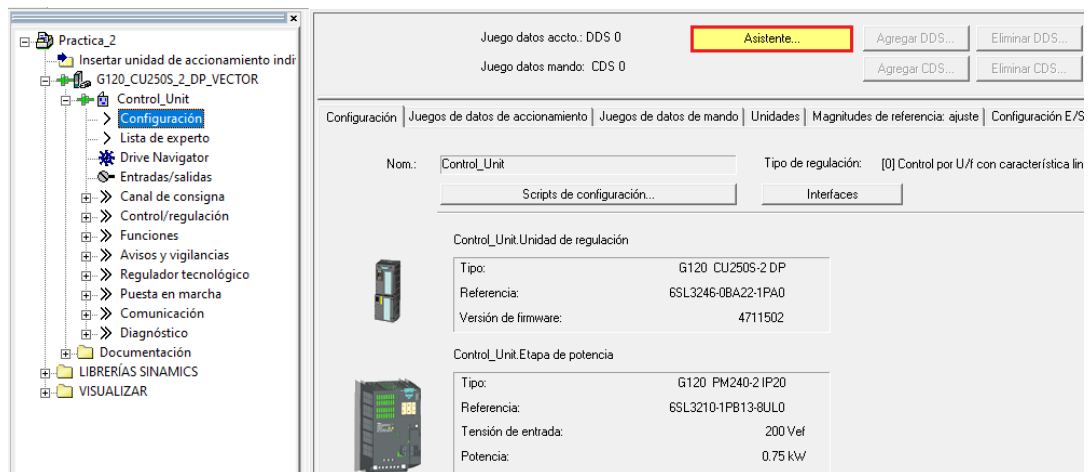 Practica_2
Insertar unidad de accionamiento indi
G120_CU250S_2_DP_VECTOR
Control_Unit
Configuración
Lista de experto
Drive Navigator
Entradas/salidas
Canal de consigna
Control/regulación
Funciones
Avisos y vigilancias
Regulador tecnológico
Puesta en marcha
Comunicación
Diagnóstico
Documentación
LIBRERÍAS SINAMICS
VISUALIZAR
Juego datos accto.: DDS 0 Asistente... Agregar DDS... Eliminar DDS...
Juego datos mando: CDS 0 Agregar CDS... Eliminar CDS...
Configuración Juegos de datos de accionamiento Juegos de datos de mando Unidades Magnitudes de referencia: ajuste Configuración E/S
Nom.: Control_Unit Tipo de regulación: [0] Control por U/f con característica lin
Scripts de configuración... Interfaces
Control_Unit.Unidad de regulación
Tipo: G120 CU250S-2 DP
Referencia: 6SL3246-0BA22-1PA0
Versión de firmware: 4711502
Control_Unit.Etapa de potencia
Tipo: G120 PM240-2 IP20
Referencia: 6SL3210-1PB13-8UL0
Tensión de entrada: 200 Vef
Potencia: 0.75 kW